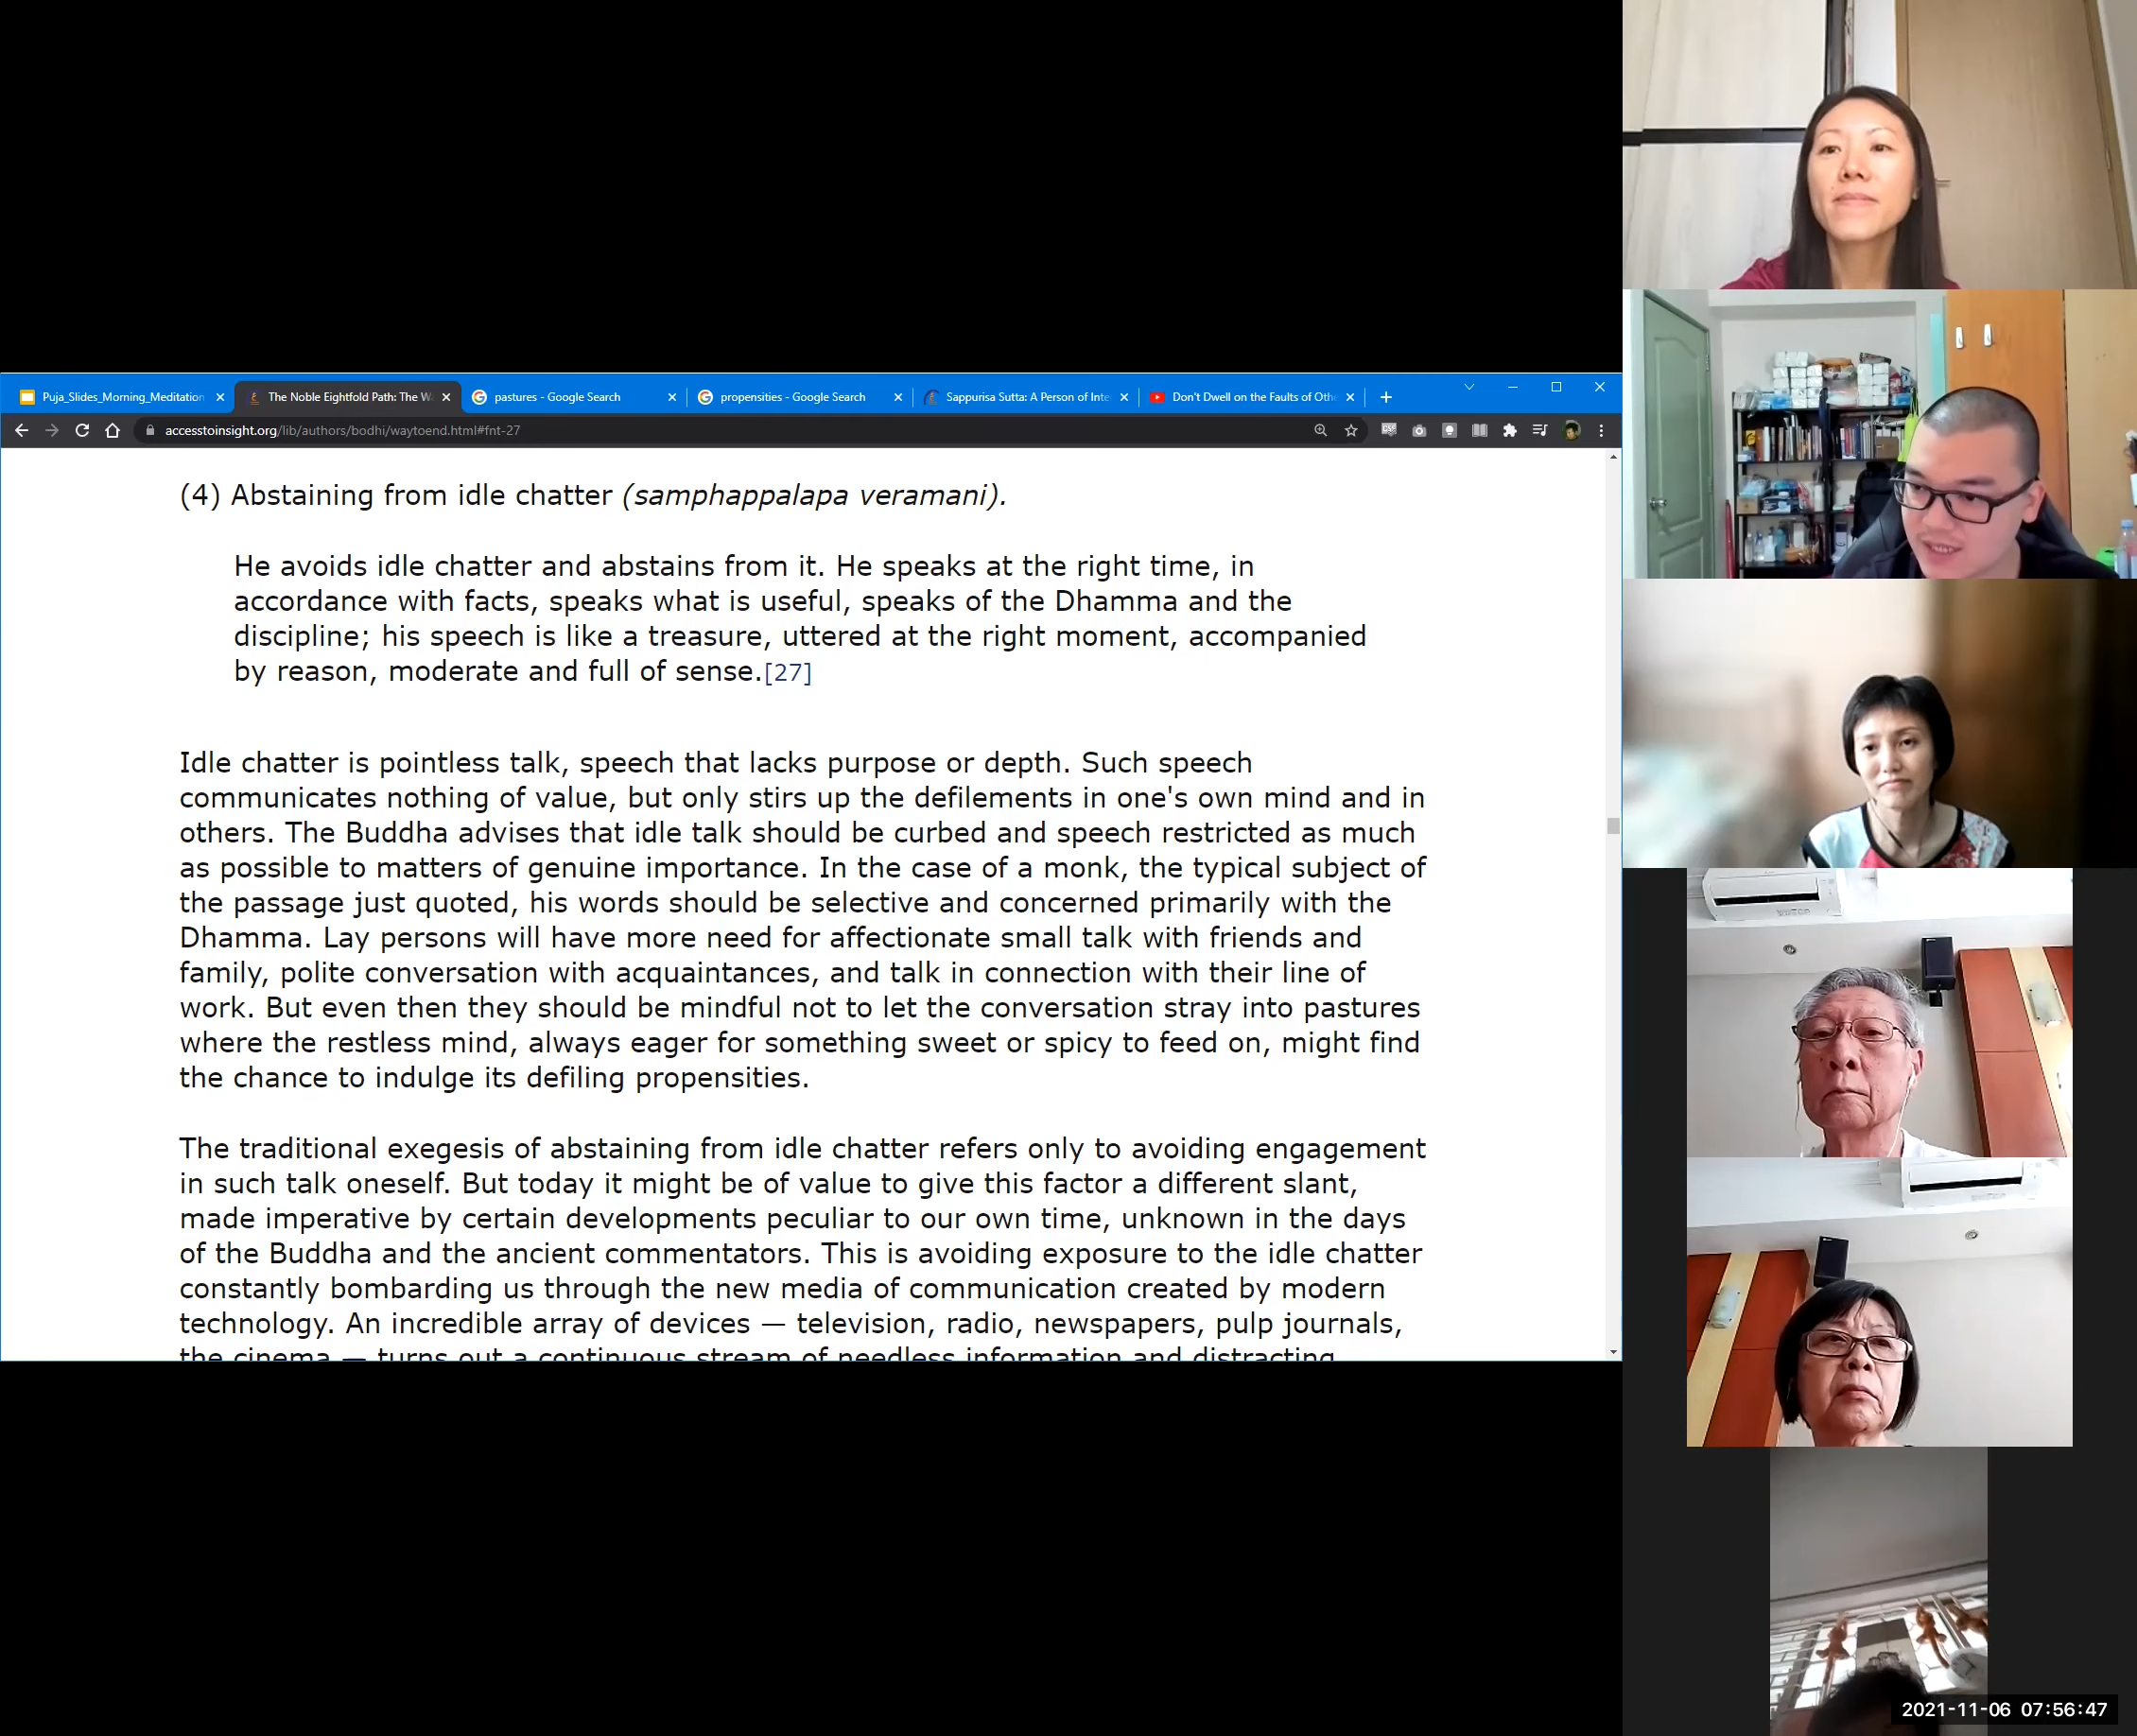 Puja_Slides_Morning_Meditation
The Noble Eightfold Path: The W
pastures - Google Search
propensities - Google Search
Sappurisa Sutta: A Person of Inte
Don't Dwell on the Faults of Oth
accesstoinsight.org/lib/authors/bodhi/waytoend.html#fnt-27
(4) Abstaining from idle chatter (samphappalapa veramani).
He avoids idle chatter and abstains from it. He speaks at the right time, in
accordance with facts, speaks what is useful, speaks of the Dhamma and the
discipline; his speech is like a treasure, uttered at the right moment, accompanied
by reason, moderate and full of sense.[27]
Idle chatter is pointless talk, speech that lacks purpose or depth. Such speech
communicates nothing of value, but only stirs up the defilements in one's own mind and in
others. The Buddha advises that idle talk should be curbed and speech restricted as much
as possible to matters of genuine importance. In the case of a monk, the typical subject of
the passage just quoted, his words should be selective and concerned primarily with the
Dhamma. Lay persons will have more need for affectionate small talk with friends and
family, polite conversation with acquaintances, and talk in connection with their line of
work. But even then they should be mindful not to let the conversation stray into pastures
where the restless mind, always eager for something sweet or spicy to feed on, might find
the chance to indulge its defiling propensities.
The traditional exegesis of abstaining from idle chatter refers only to avoiding engagement
in such talk oneself. But today it might be of value to give this factor a different slant,
made imperative by certain developments peculiar to our own time, unknown in the days
of the Buddha and the ancient commentators. This is avoiding exposure to the idle chatter
constantly bombarding us through the new media of communication created by modern
technology. An incredible array of devices — television, radio, newspapers, pulp journals,
the cinema — turns out a continuous stream of needless information and distracting
2021-11-06 07:56:47